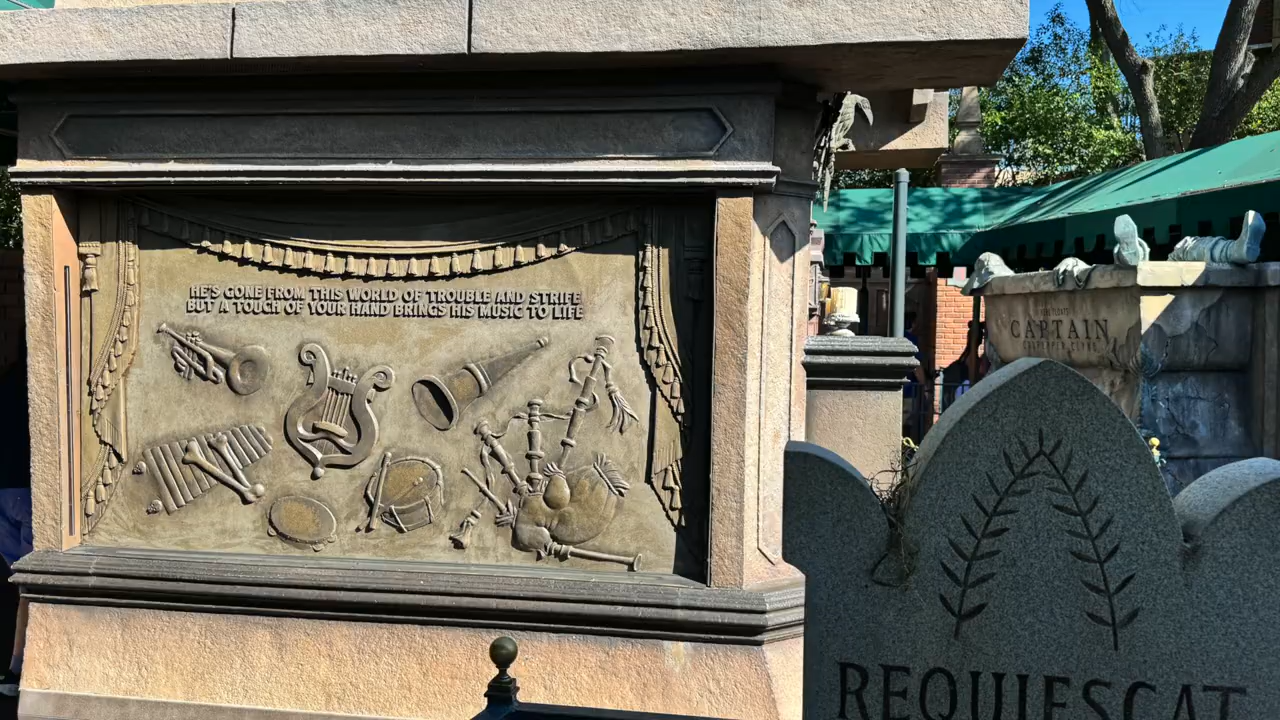 HE'S GONE FROM THIS WORLD OF TROUBLE AND STRIFE
BUT A TOUCH OF YOUR HAND BRINGS HIS MUSIC TO LIFE
CAPTAIN
REQUIESCAT